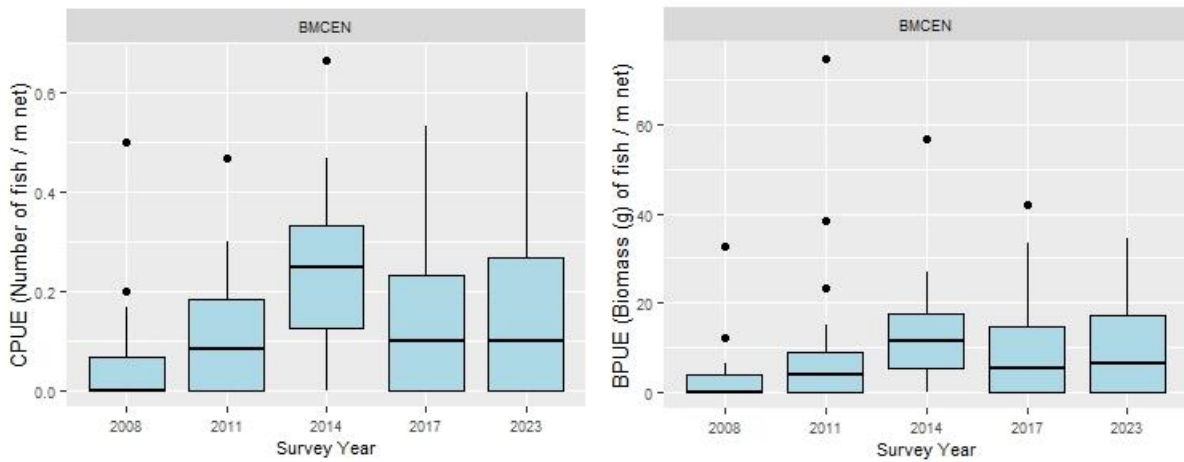 BMCEN
CPUE (Number of fish / m net)
0.6
0.4
0.2
0.0
2008 2011 2014 2017 2023
Survey Year
BMCEN
BPUE (Biomass (g) of fish / m net)
60
40
20
0
2008 2011 2014 2017 2023
Survey Year